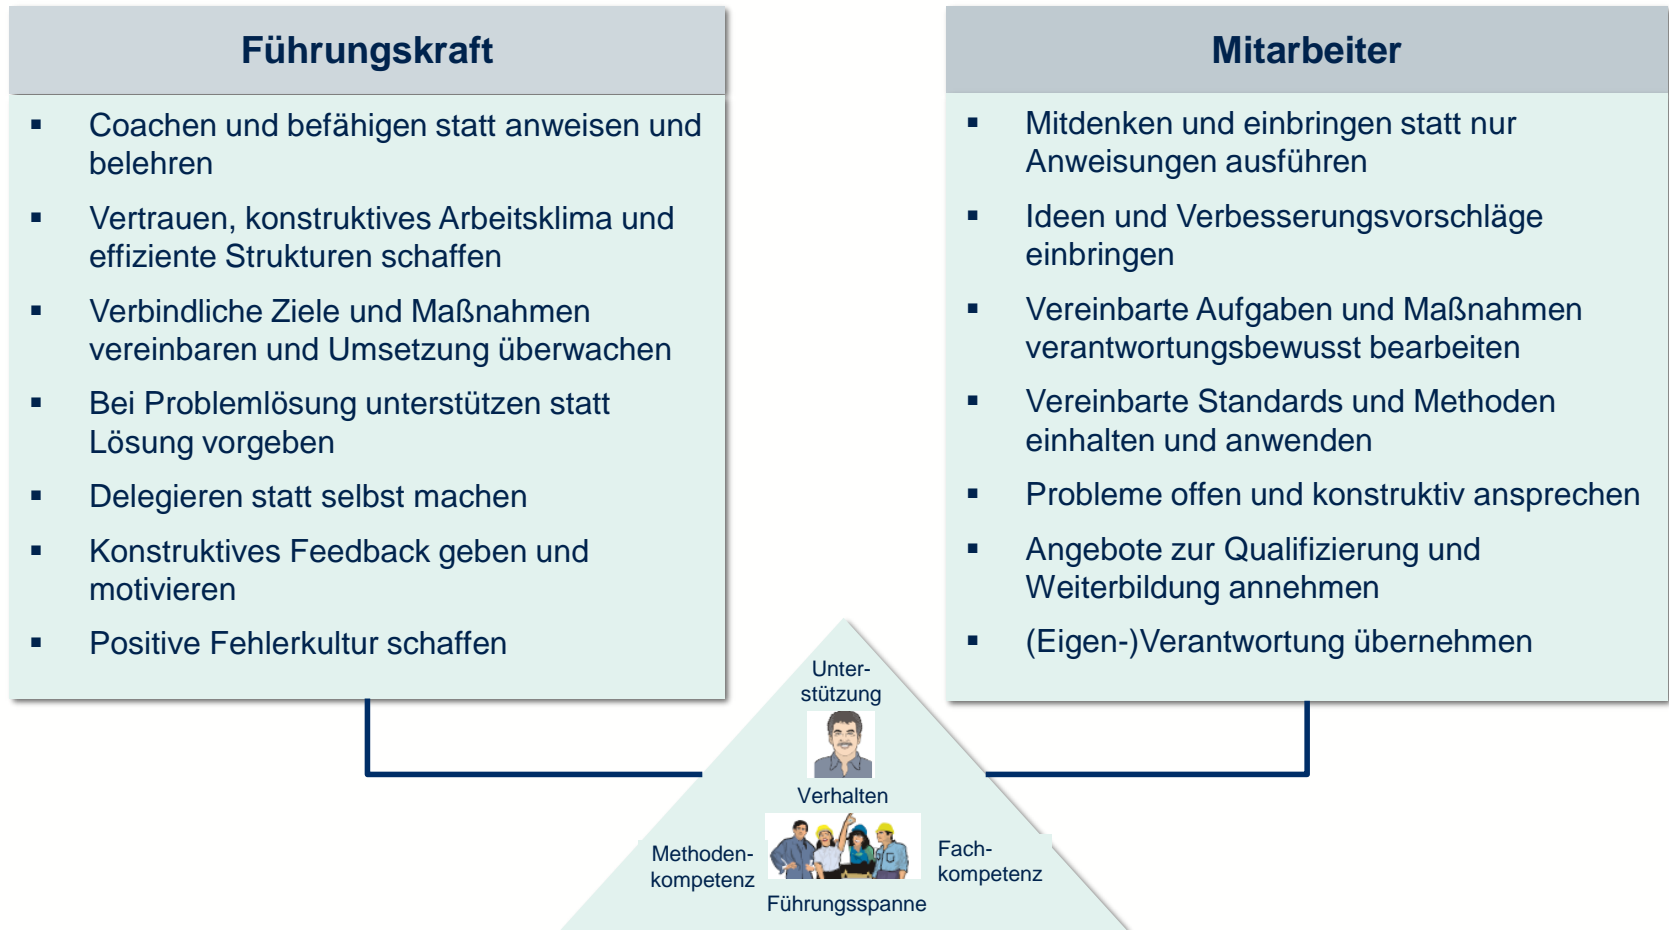 Führungskraft
▪ Coachen und befähigen statt anweisen und
belehren
▪ Vertrauen, konstruktives Arbeitsklima und
effiziente Strukturen schaffen
▪ Verbindliche Ziele und Maßnahmen
vereinbaren und Umsetzung überwachen
▪ Bei Problemlösung unterstützen statt
Lösung vorgeben
▪ Delegieren statt selbst machen
▪ Konstruktives Feedback geben und
motivieren
▪ Positive Fehlerkultur schaffen
Mitarbeiter
▪ Mitdenken und einbringen statt nur
Anweisungen ausführen
▪ Ideen und Verbesserungsvorschläge
einbringen
▪ Vereinbarte Aufgaben und Maßnahmen
verantwortungsbewusst bearbeiten
▪ Vereinbarte Standards und Methoden
einhalten und anwenden
▪ Probleme offen und konstruktiv ansprechen
▪ Angebote zur Qualifizierung und
Weiterbildung annehmen
▪ (Eigen-)Verantwortung übernehmen
Unter-
stützung
Verhalten
Methoden-
kompetenz
Fach-
kompetenz
Führungsspanne